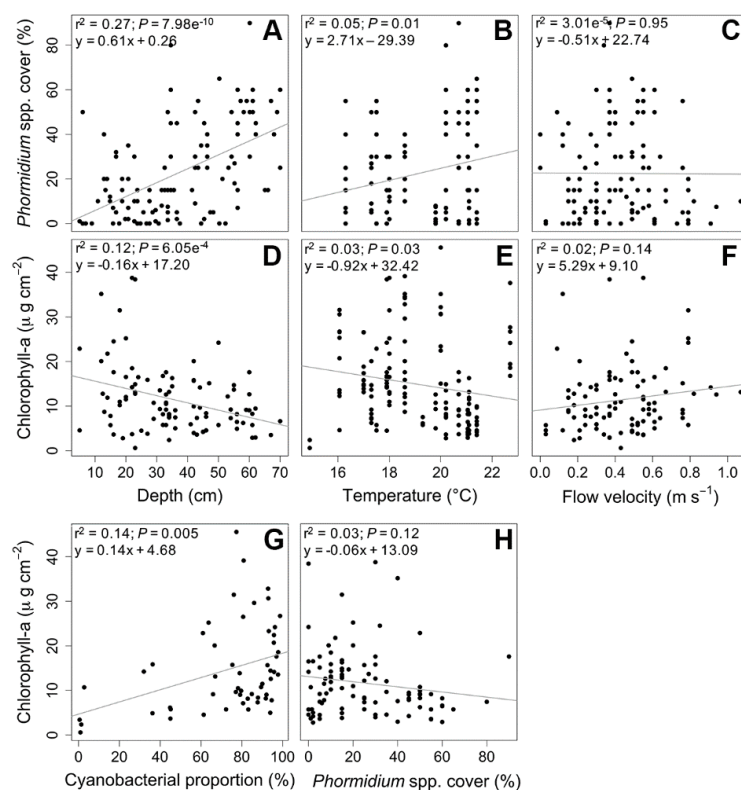 r² = 0.27; P = 7.98e⁻¹⁰
y = 0.61x + 0.26
A
r² = 0.05; P = 0.01
y = 2.71x − 29.39
B
r² = 3.01e⁻⁵; P = 0.95
y = -0.51x + 22.74
C
Phormidium spp. cover (%)
0 20 40 60 80
r² = 0.12; P = 6.05e⁻⁴
y = -0.16x + 17.20
D
r² = 0.03; P = 0.03
y = -0.92x + 32.42
E
r² = 0.02; P = 0.14
y = 5.29x + 9.10
F
Chlorophyll-a (μ g cm⁻²)
0 10 20 30 40
10 20 30 40 50 60 70
16 18 20 22
0.0 0.2 0.4 0.6 0.8 1.0
Depth (cm)
Temperature (°C)
Flow velocity (m s⁻¹)
r² = 0.14; P = 0.005
y = 0.14x + 4.68
G
r² = 0.03; P = 0.12
y = -0.06x + 13.09
H
Chlorophyll-a (μ g cm⁻²)
0 10 20 30 40
0 20 40 60 80 100
0 20 40 60 80
Cyanobacterial proportion (%)
Phormidium spp. cover (%)